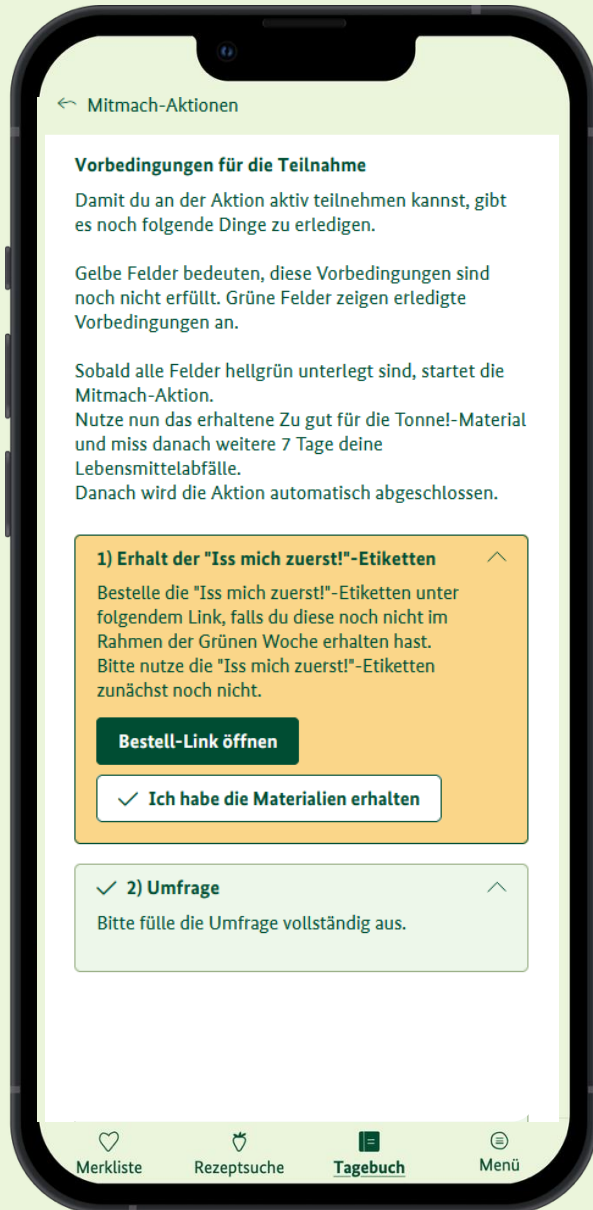 Mitmach-Aktionen
Vorbedingungen für die Teilnahme
Damit du an der Aktion aktiv teilnehmen kannst, gibt
es noch folgende Dinge zu erledigen.
Gelbe Felder bedeuten, diese Vorbedingungen sind
noch nicht erfüllt. Grüne Felder zeigen erledigte
Vorbedingungen an.
Sobald alle Felder hellgrün unterlegt sind, startet die
Mitmach-Aktion.
Nutze nun das erhaltene Zu gut für die Tonne!-Material
und miss danach weitere 7 Tage deine
Lebensmittelabfälle.
Danach wird die Aktion automatisch abgeschlossen.
1) Erhalt der "Iss mich zuerst!"-Etiketten
Bestelle die "Iss mich zuerst!"-Etiketten unter
folgendem Link, falls du diese noch nicht im
Rahmen der Grünen Woche erhalten hast.
Bitte nutze die "Iss mich zuerst!"-Etiketten
zunächst noch nicht.
Bestell-Link öffnen
Ich habe die Materialien erhalten
2) Umfrage
Bitte fülle die Umfrage vollständig aus.
Merkliste Rezeptsuche Tagebuch Menü